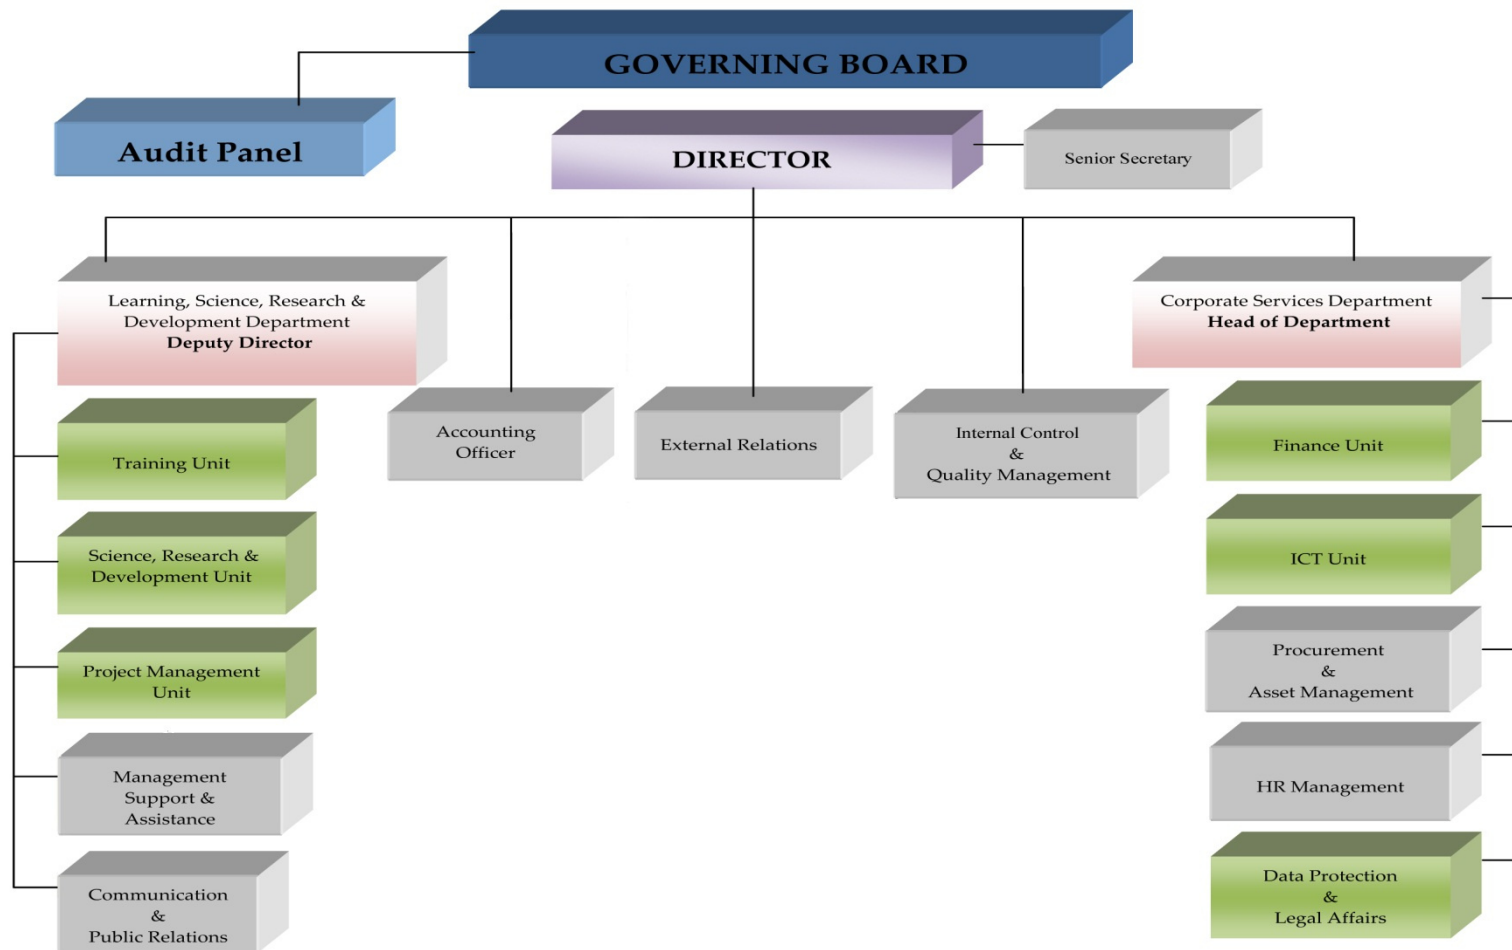 GOVERNING BOARD
Audit Panel
DIRECTOR
Senior Secretary
Learning, Science, Research &
Development Department
Deputy Director
Corporate Services Department
Head of Department
Accounting
Officer
External Relations
Internal Control
&
Quality Management
Training Unit
Science, Research &
Development Unit
Project Management
Unit
Management
Support &
Assistance
Communication
&
Public Relations
Finance Unit
ICT Unit
Procurement
&
Asset Management
HR Management
Data Protection
&
Legal Affairs